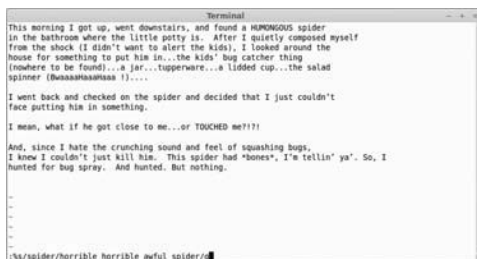 Terminal
This morning I got up, went downstairs, and found a HUMONGOUS spider
in the bathroom where the little potty is.  After I quietly composed myself
from the shock (I didn't want to alert the kids), I looked around the
house for something to put him in...the kids' bug catcher thing
(nowhere to be found)...a jar...tupperware...a lidded cup...the salad
spinner (BwaaaaHaaaHaaa !)....
I went back and checked on the spider and decided that I just couldn't
face putting him in something.
I mean, what if he got close to me...or TOUCHED me?!?!
And, since I hate the crunching sound and feel of squashing bugs,
I knew I couldn't just kill him.  This spider had *bones*, I'm tellin' ya'. So, I
hunted for bug spray.  And hunted. But nothing.
~
~
~
~
~
~
:%s/spider/horrible horrible awful spider/g